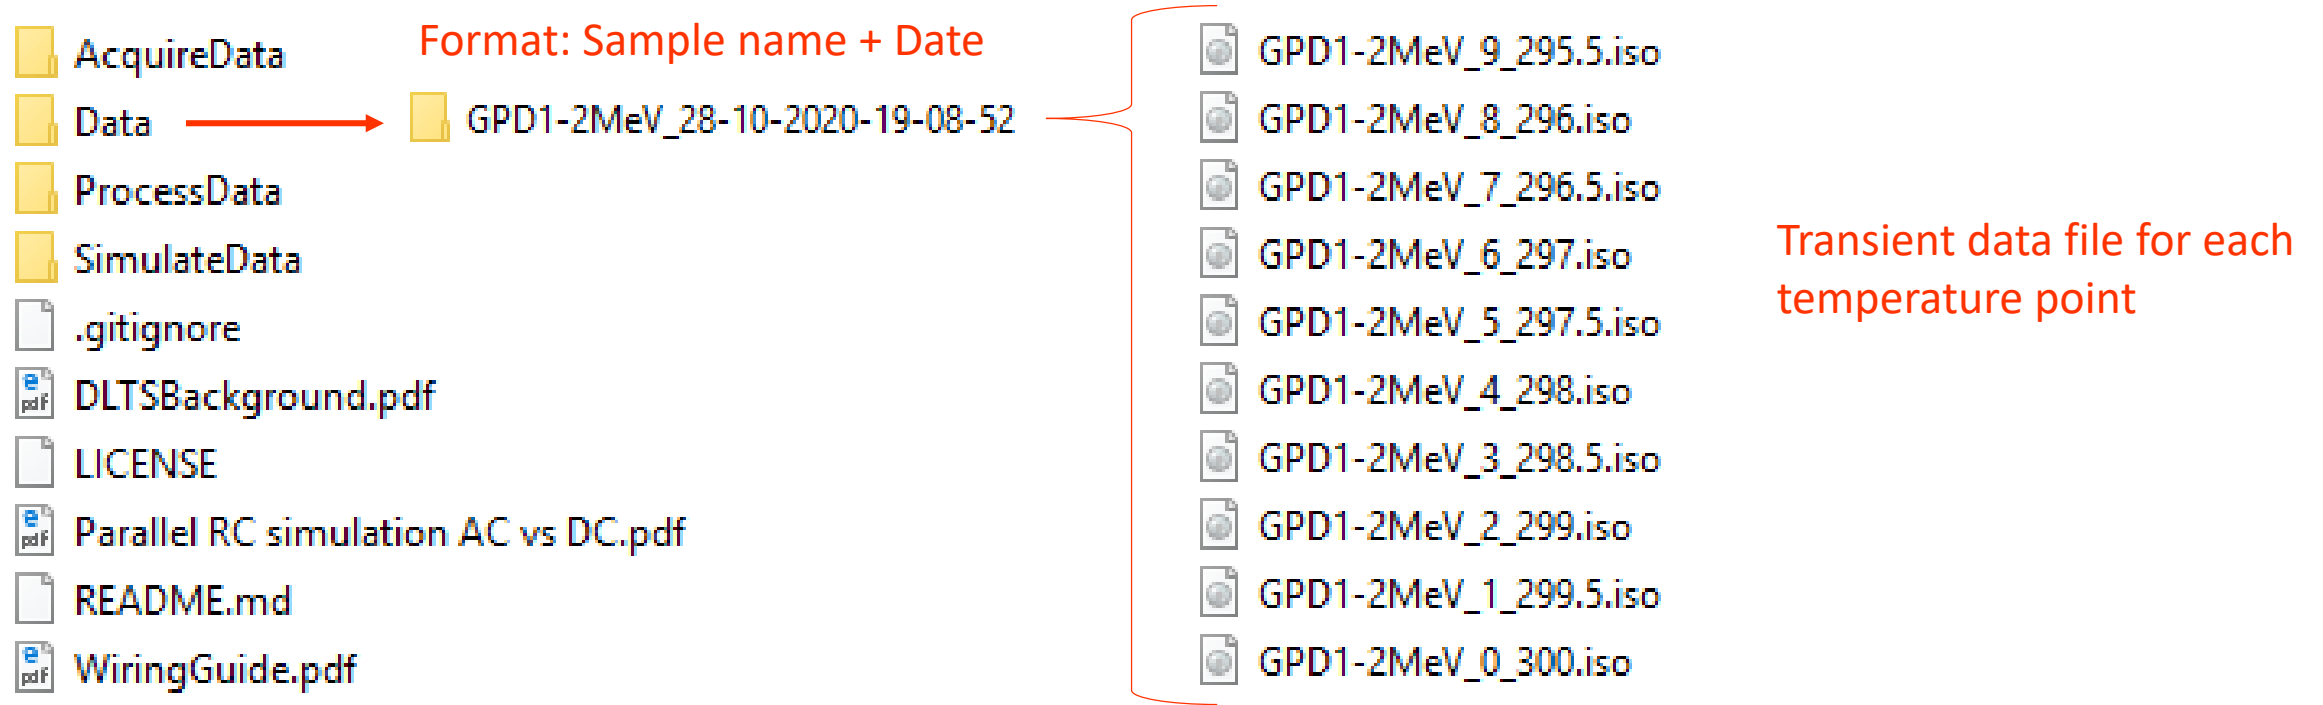 AcquireData
Data
ProcessData
SimulateData
.gitignore
DLTSBackground.pdf
LICENSE
Parallel RC simulation AC vs DC.pdf
README.md
WiringGuide.pdf
Format: Sample name + Date
GPD1-2MeV_28-10-2020-19-08-52
GPD1-2MeV_9_295.5.iso
GPD1-2MeV_8_296.iso
GPD1-2MeV_7_296.5.iso
GPD1-2MeV_6_297.iso
GPD1-2MeV_5_297.5.iso
GPD1-2MeV_4_298.iso
GPD1-2MeV_3_298.5.iso
GPD1-2MeV_2_299.iso
GPD1-2MeV_1_299.5.iso
GPD1-2MeV_0_300.iso
Transient data file for each
temperature point